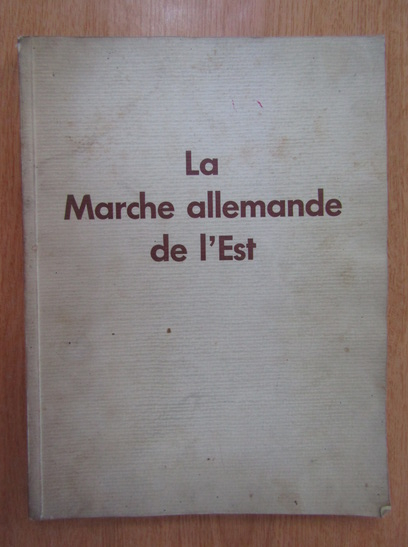 La
Marche allemande
de l'Est